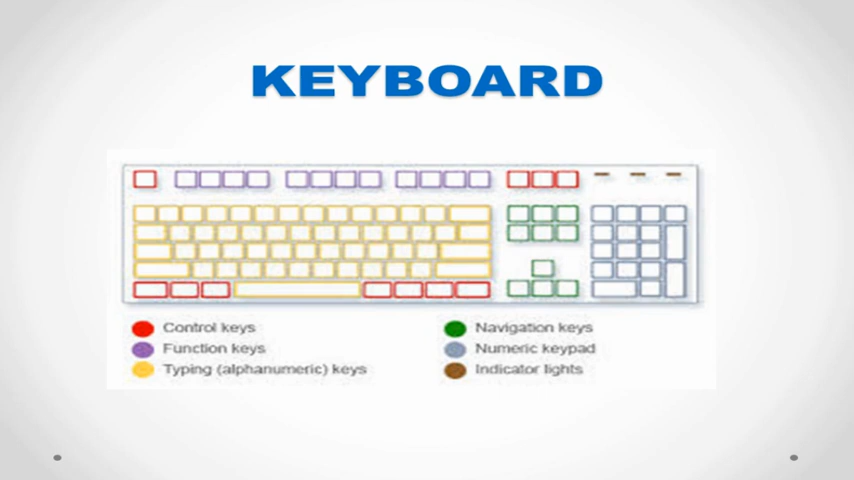 KEYBOARD
Control keys
Function keys
Typing (alphanumeric) keys
Navigation keys
Numeric keypad
Indicator lights